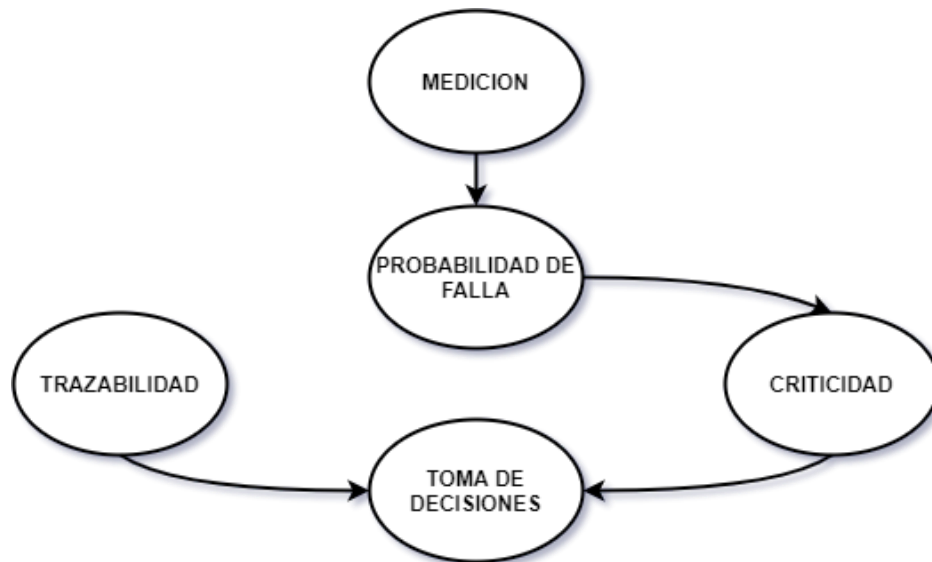 MEDICION
PROBABILIDAD DE
FALLA
TRAZABILIDAD
CRITICIDAD
TOMA DE
DECISIONES